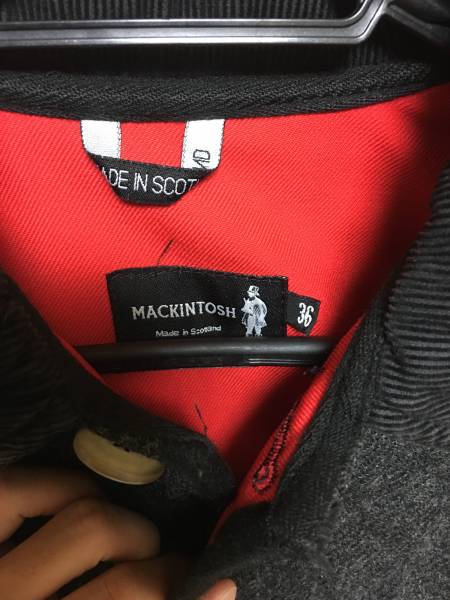 ADE IN SCOT
MACKINTOSH
Made in Scotland
36